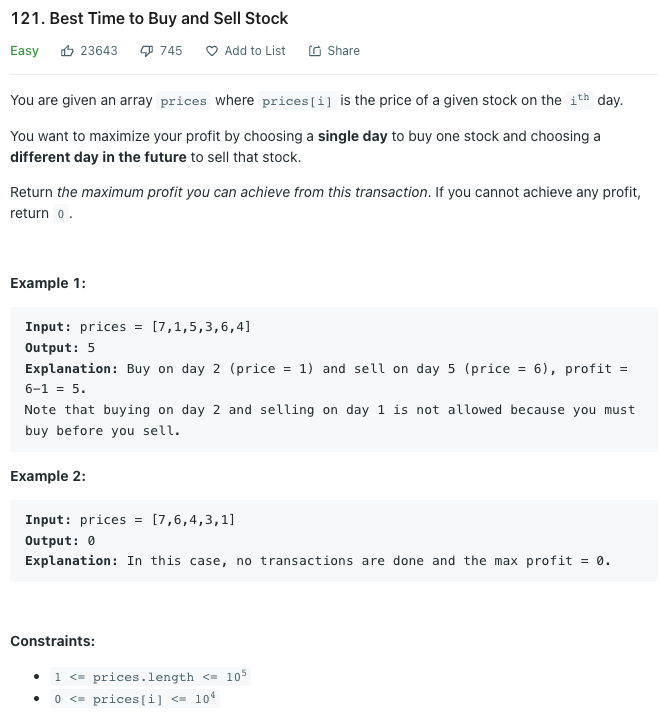 121. Best Time to Buy and Sell Stock
Easy 23643 745 Add to List Share
You are given an array prices where prices[i] is the price of a given stock on the ith day.
You want to maximize your profit by choosing a single day to buy one stock and choosing a
different day in the future to sell that stock.
Return the maximum profit you can achieve from this transaction. If you cannot achieve any profit,
return 0 .
Example 1:
Input: prices = [7,1,5,3,6,4]
Output: 5
Explanation: Buy on day 2 (price = 1) and sell on day 5 (price = 6), profit =
6-1 = 5.
Note that buying on day 2 and selling on day 1 is not allowed because you must
buy before you sell.
Example 2:
Input: prices = [7,6,4,3,1]
Output: 0
Explanation: In this case, no transactions are done and the max profit = 0.
Constraints:
• 1 <= prices.length <= 10⁵
• 0 <= prices[i] <= 10⁴